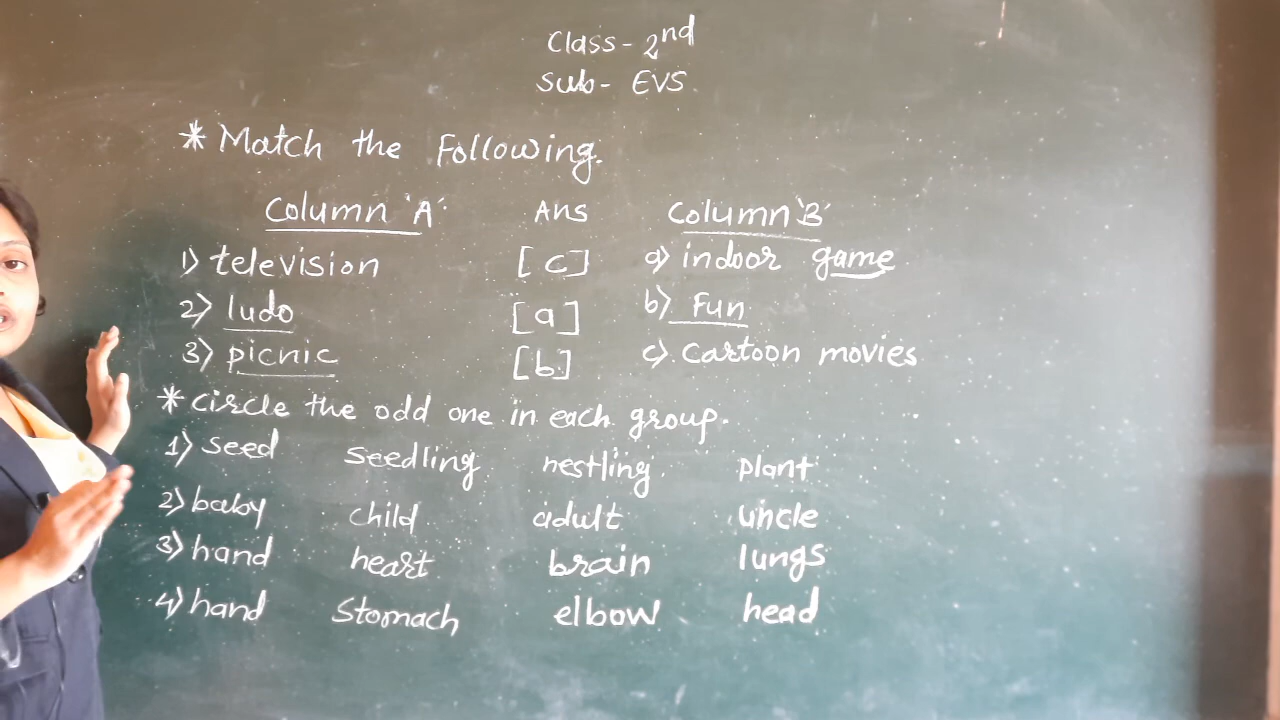 Class - 2nd
Sub - EVS
* Match the Following.
Column 'A' Ans Column 'B'
1) television [c] a) indoor game
2) ludo [a] b) Fun
3) picnic [b] c) Cartoon movies
* Circle the odd one in each group.
1) seed seedling nestling plant
2) baby child adult uncle
3) hand heart brain lungs
4) hand stomach elbow head